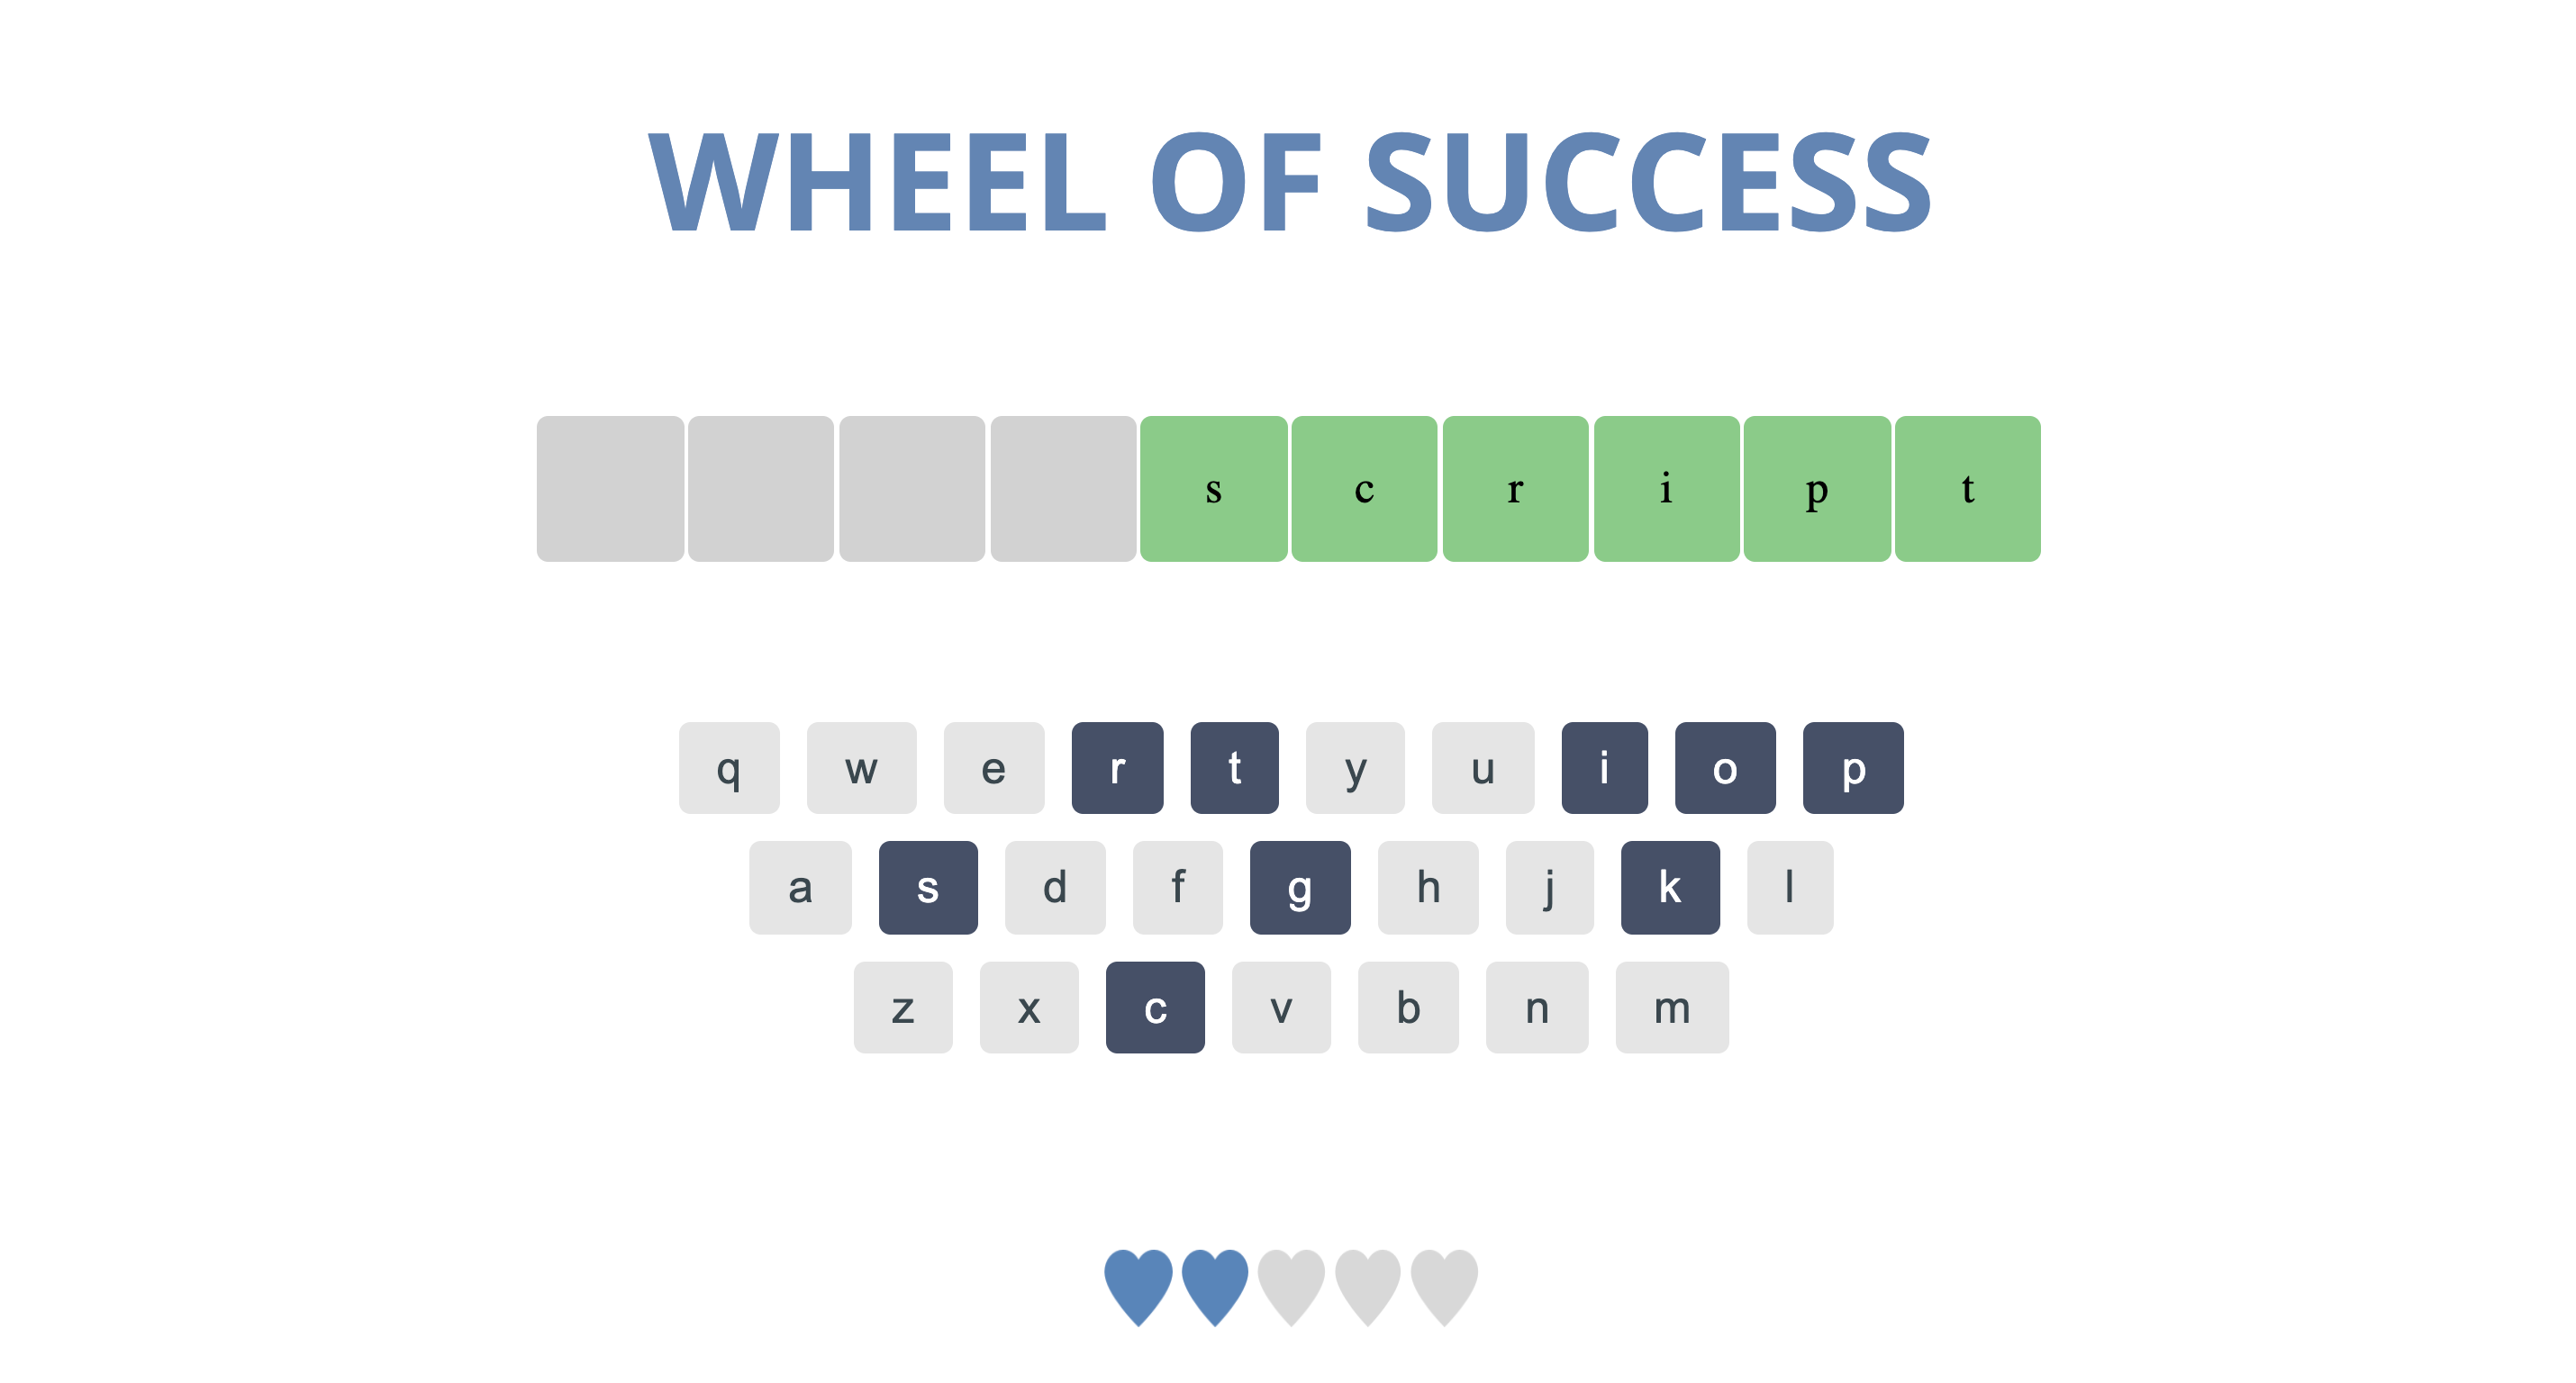 WHEEL OF SUCCESS
s c r i p t
q w e r t y u i o p
a s d f g h j k l
z x c v b n m